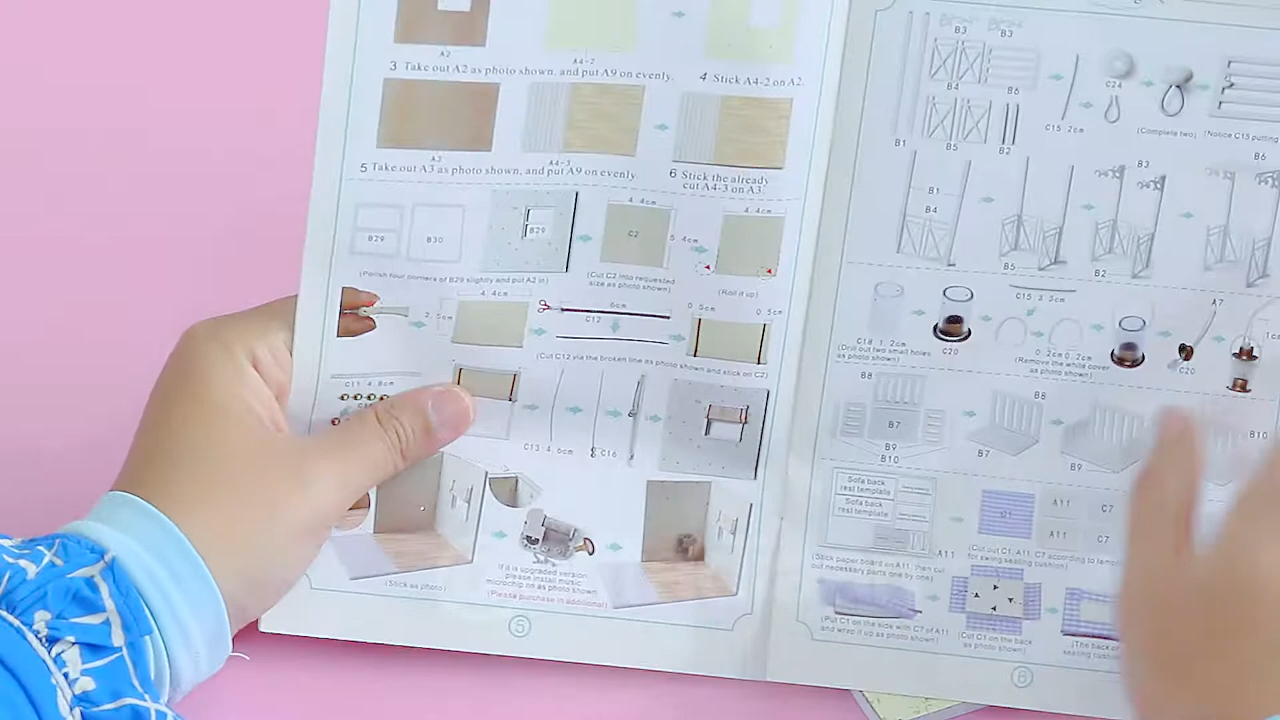 A2
A4-2
3 Take out A2 as photo shown, and put A9 on evenly.
4 Stick A4-2 on A2.
A3
A4-3
5 Take out A3 as photo shown, and put A9 on evenly.
6 Stick the already
cut A4-3 on A3.
B29
B30
B29
4.4cm
C2
5.4cm
4.4cm
(Polish four corners of B29 slightly and put A2 in)
(Cut C2 into requested
size as photo shown)
(Roll it up)
4.4cm
2.5cm
6cm
C12
0.5cm
0.5cm
(Cut C12 via the broken line as photo shown and stick on C2)
C11 4.8cm
C13 4.6cm
C16
(Stick as photo)
If it is upgraded version
please install music
microchip on as photo shown
(Please purchase in additional)
5
B3
B3
B4
B6
B1
B5
B2
C15 2cm
C24
(Complete two)
(Notice C15 putting
B6
B1
B4
B5
B3
B2
C18 1.2cm
(Drill out two small holes
as photo shown)
C20
C15 3.5cm
0.2cm 0.2cm
(Remove the white cover
as photo shown)
A7
C20
B8
B7
B9
B10
B7
B8
B9
B10
Sofa back
rest template
Sofa back
rest template
A11
C1
A11
C7
A11
C7
(Stick paper board on A11, then cut
out necessary parts one by one)
(Cut out C1, A11, C7 according to
for swing seating cushion)
(Put C1 on the side with C7 of A11
and wrap it up as photo shown)
(Cut C1 on the back
as photo shown)
(The back
seating
6